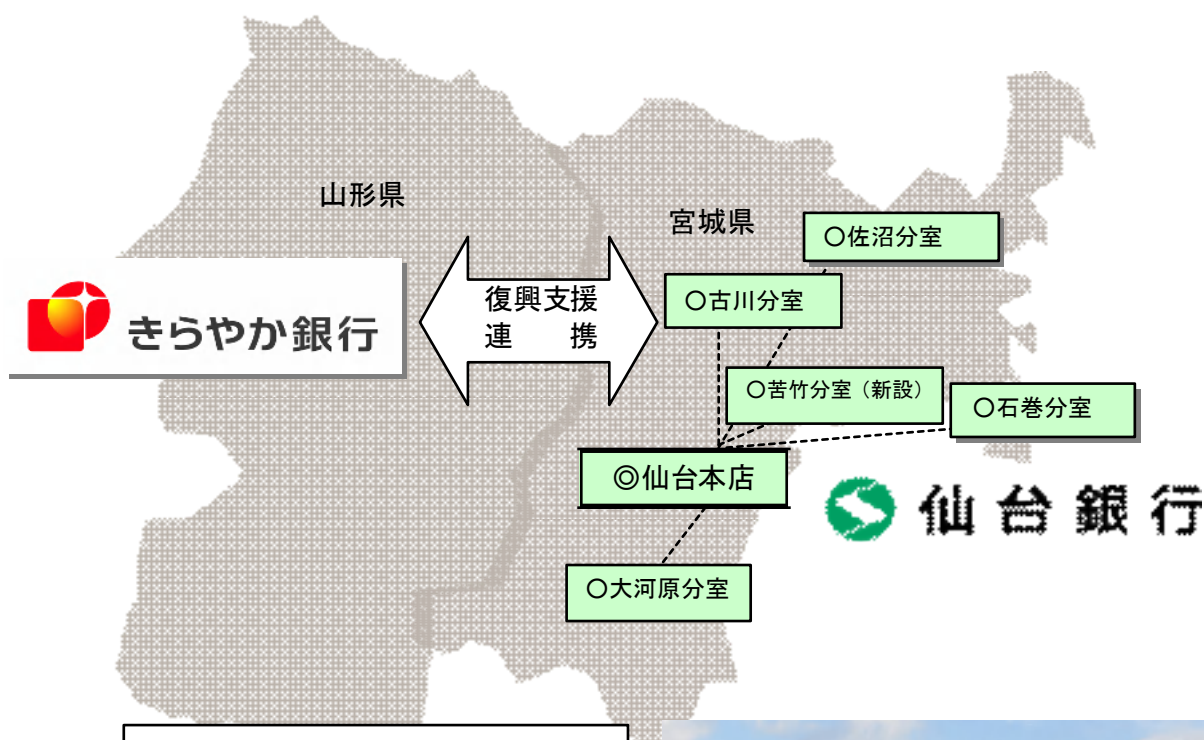 山形県
宮城県
〇佐沼分室
〇古川分室
きらやか銀行
復興支援
連　　携
〇苦竹分室（新設）
〇石巻分室
◎仙台本店
仙台銀行
〇大河原分室